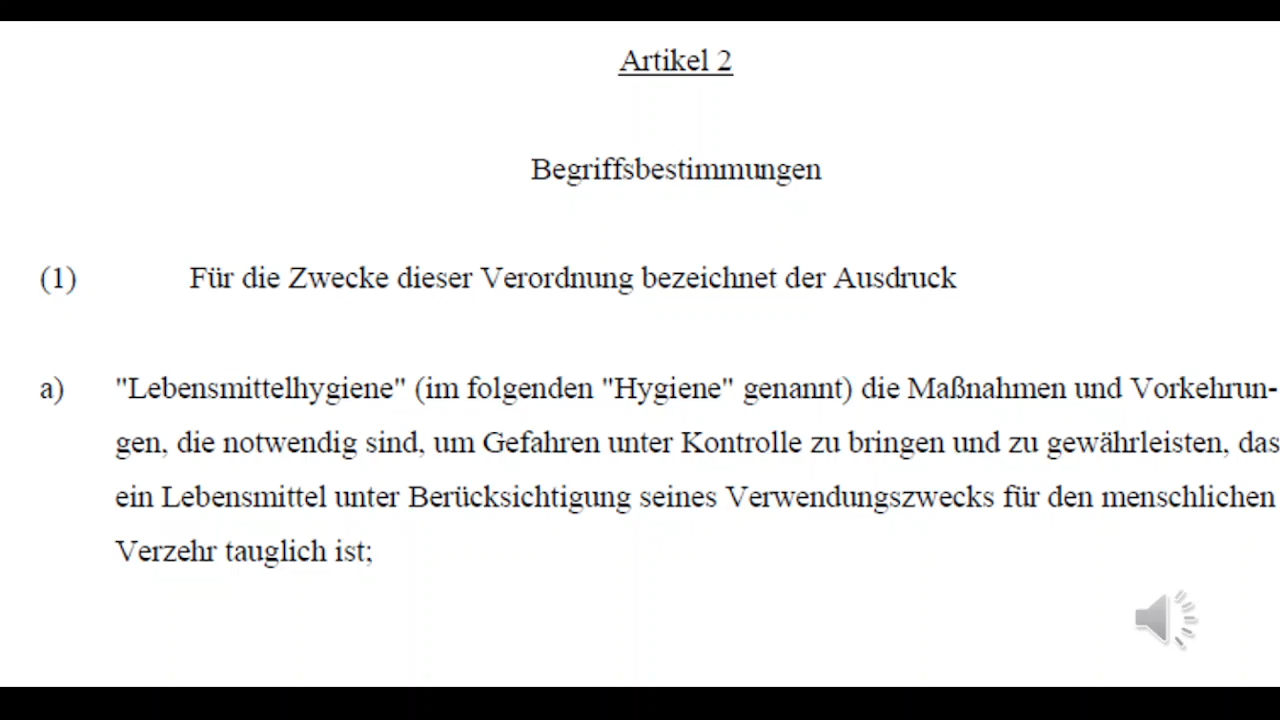 Artikel 2
Begriffsbestimmungen
(1) Für die Zwecke dieser Verordnung bezeichnet der Ausdruck
a) "Lebensmittelhygiene" (im folgenden "Hygiene" genannt) die Maßnahmen und Vorkehrun-
gen, die notwendig sind, um Gefahren unter Kontrolle zu bringen und zu gewährleisten, das
ein Lebensmittel unter Berücksichtigung seines Verwendungszwecks für den menschlichen
Verzehr tauglich ist;